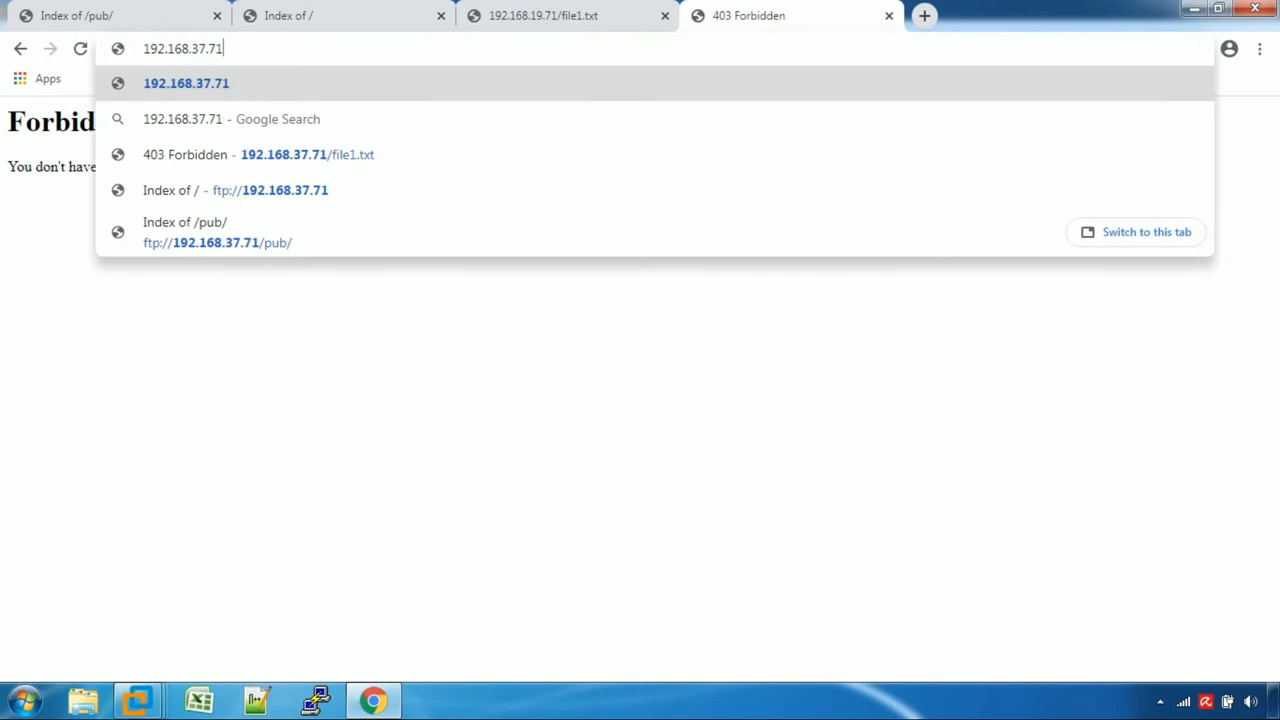 Index of /pub/
Index of /
192.168.19.71/file1.txt
403 Forbidden
192.168.37.71
Apps
192.168.37.71
192.168.37.71 - Google Search
403 Forbidden - 192.168.37.71/file1.txt
Index of / - ftp://192.168.37.71
Index of /pub/
ftp://192.168.37.71/pub/
Switch to this tab
Forbid
You don't have